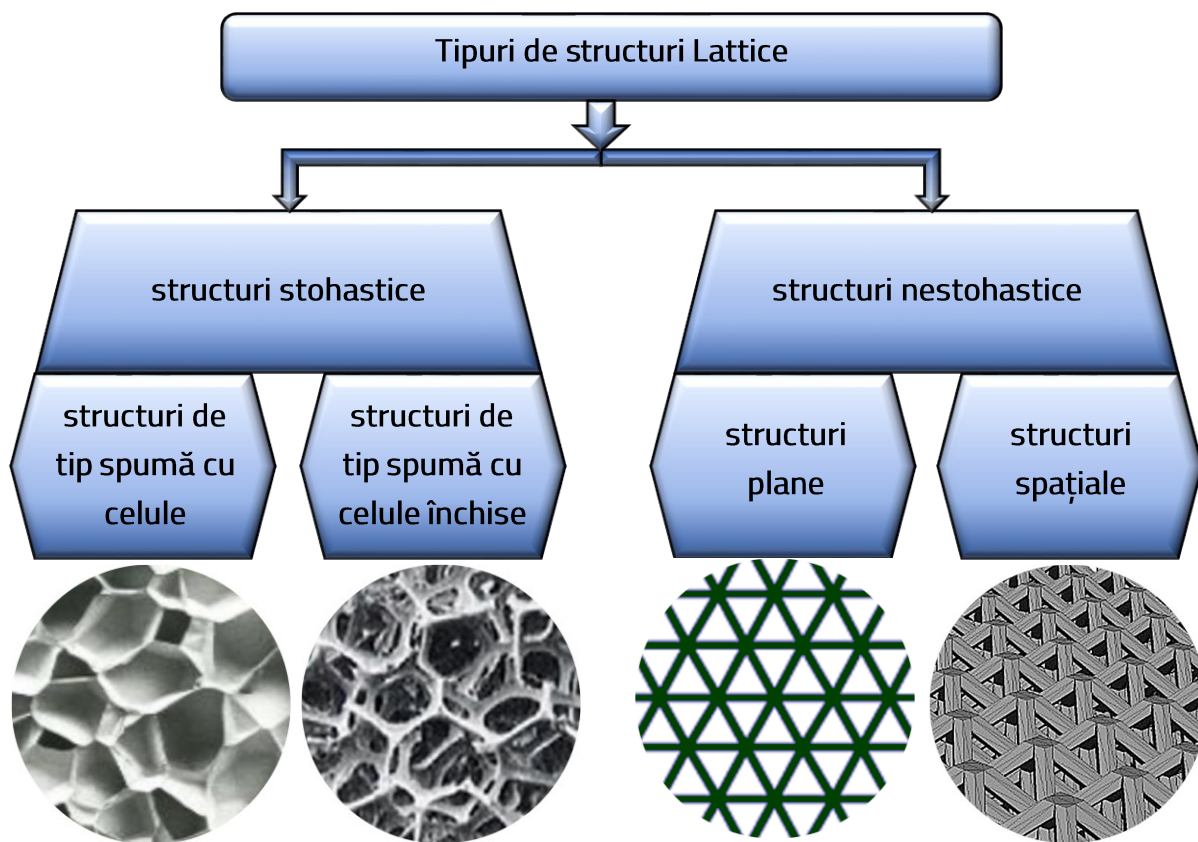 Tipuri de structuri Lattice
structuri stohastice
structuri nestohastice
structuri de
tip spumă cu
celule
structuri de
tip spumă cu
celule închise
structuri
plane
structuri
spațiale